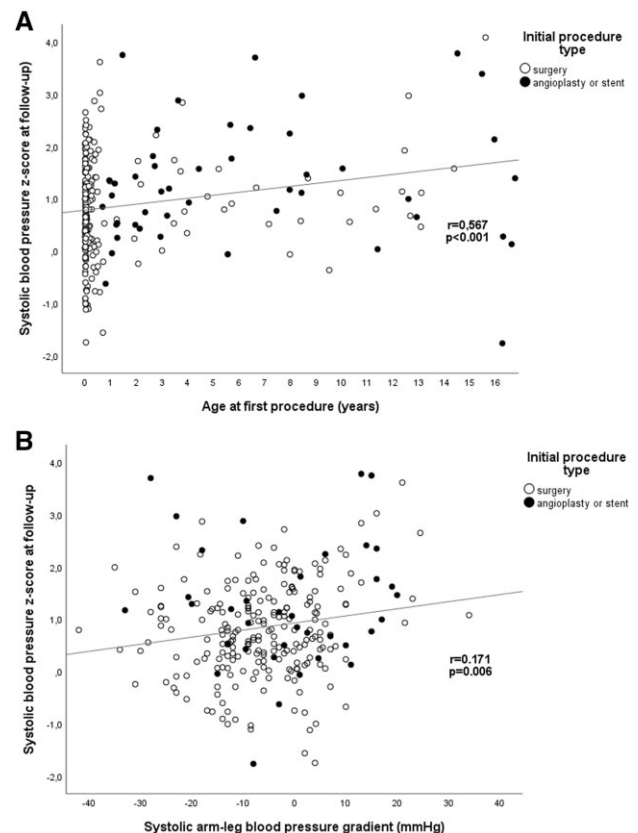 A
Initial procedure
type
surgery
angioplasty or stent
Systolic blood pressure z-score at follow-up
4,0
3,0
2,0
1,0
,0
-1,0
-2,0
r=0,567
p<0.001
0 1 2 3 4 5 6 7 8 9 10 11 12 13 14 15 16
Age at first procedure (years)
B
Initial procedure
type
surgery
angioplasty or stent
Systolic blood pressure z-score at follow-up
4,0
3,0
2,0
1,0
,0
-1,0
-2,0
r=0.171
p=0.006
-40 -30 -20 -10 0 10 20 30 40
Systolic arm-leg blood pressure gradient (mmHg)